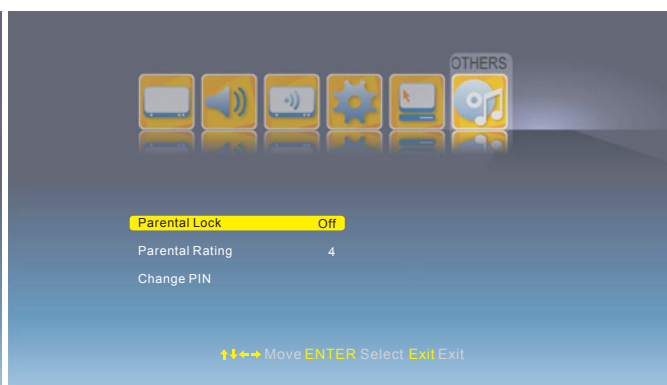 OTHERS
Parental Lock Off
Parental Rating 4
Change PIN
Move ENTER Select Exit Exit